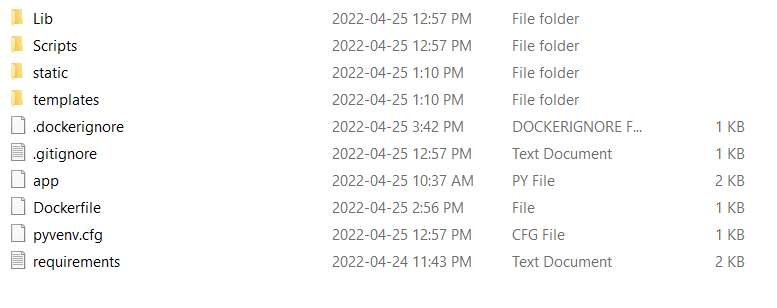 Lib 2022-04-25 12:57 PM File folder
Scripts 2022-04-25 12:57 PM File folder
static 2022-04-25 1:10 PM File folder
templates 2022-04-25 1:10 PM File folder
.dockerignore 2022-04-25 3:42 PM DOCKERIGNORE F... 1 KB
.gitignore 2022-04-25 12:57 PM Text Document 1 KB
app 2022-04-25 10:37 AM PY File 2 KB
Dockerfile 2022-04-25 2:56 PM File 1 KB
pyvenv.cfg 2022-04-25 12:57 PM CFG File 1 KB
requirements 2022-04-24 11:43 PM Text Document 2 KB